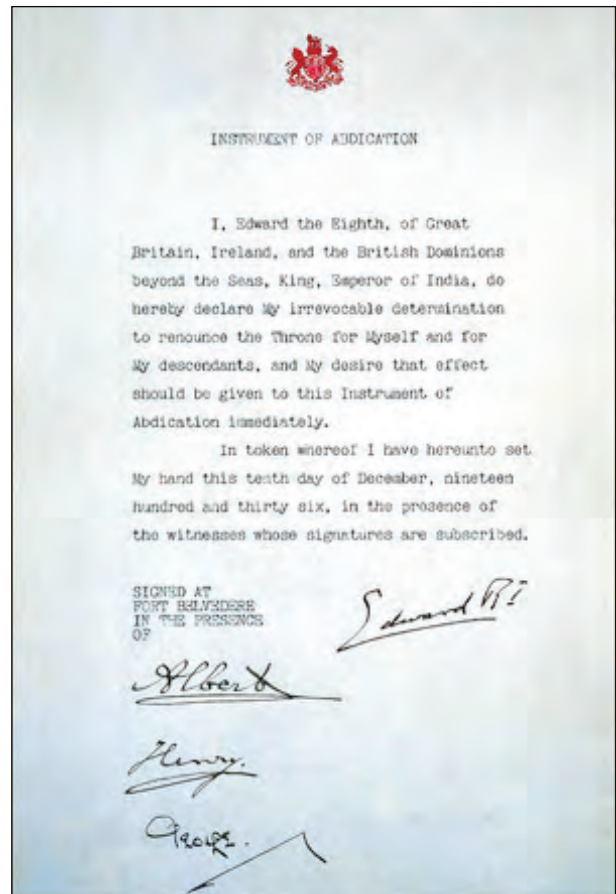 INSTRUMENT OF ABDICATION
I, Edward the Eighth, of Great
Britain, Ireland, and the British Dominions
beyond the Seas, King, Emperor of India, do
hereby declare My irrevocable determination
to renounce the Throne for Myself and for
My descendants, and My desire that effect
should be given to this Instrument of
Abdication immediately.
In token whereof I have hereunto set
My hand this tenth day of December, nineteen
hundred and thirty six, in the presence of
the witnesses whose signatures are subscribed.
SIGNED AT
FORT BELVEDERE
IN THE PRESENCE
OF
Edward RI
Albert
Henry.
George.